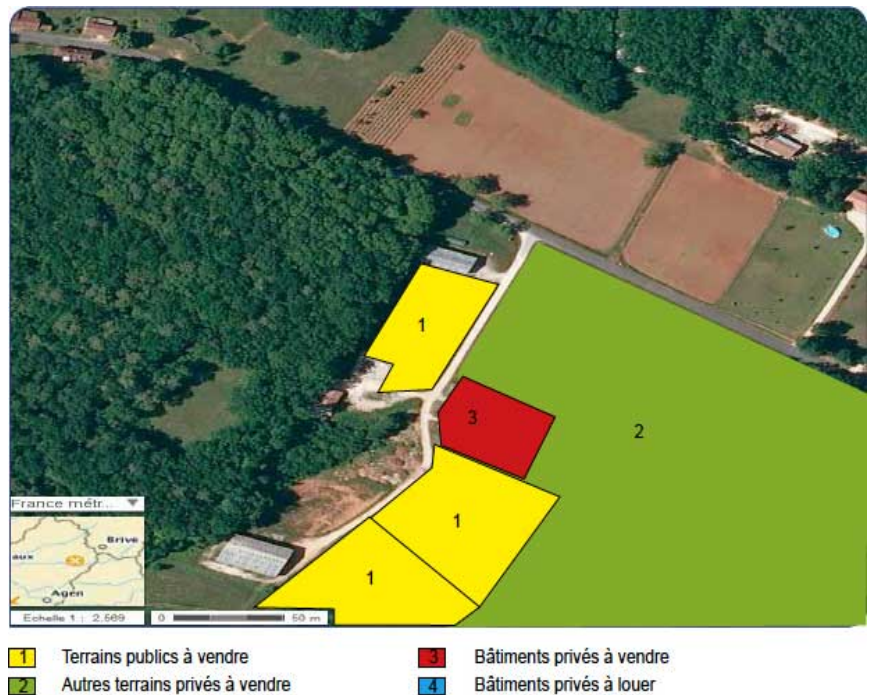 1
3
2
1
1
France métr...
Brive
aux
Agen
Echelle 1 : 2,569
0 50 m
1 Terrains publics à vendre
3 Bâtiments privés à vendre
2 Autres terrains privés à vendre
4 Bâtiments privés à louer